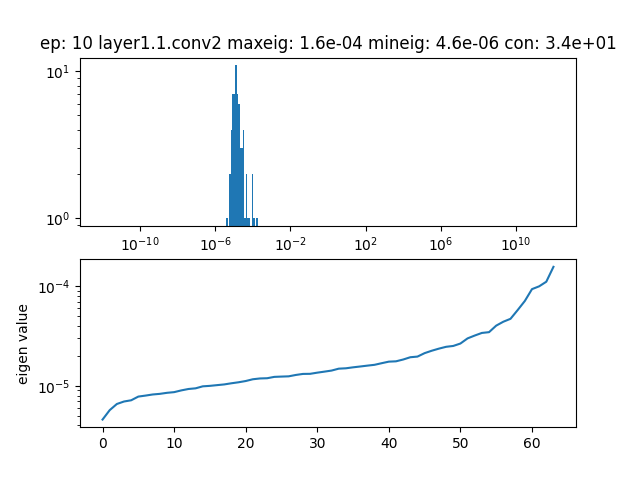 ep: 10 layer1.1.conv2 maxeig: 1.6e-04 mineig: 4.6e-06 con: 3.4e+01
10¹
10⁰
10⁻¹⁰ 10⁻⁶ 10⁻² 10² 10⁶ 10¹⁰
10⁻⁴
eigen value
10⁻⁵
0 10 20 30 40 50 60